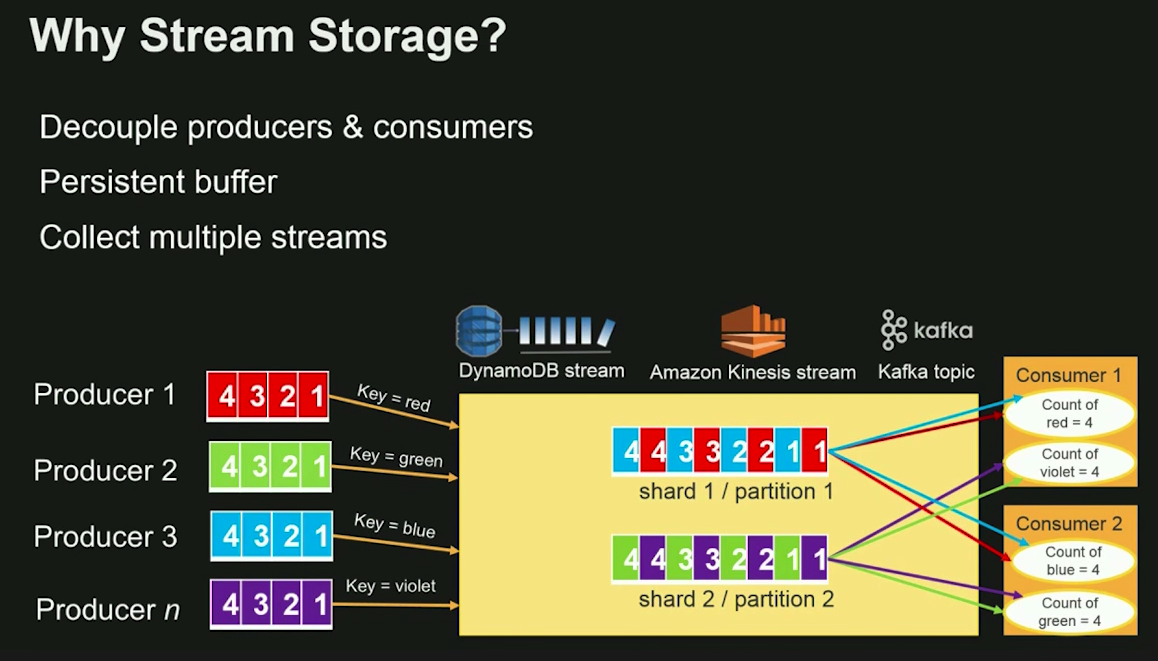 Why Stream Storage?
Decouple producers & consumers
Persistent buffer
Collect multiple streams
DynamoDB stream
Amazon Kinesis stream
kafka
Kafka topic
Producer 1
4 3 2 1
Key = red
Producer 2
4 3 2 1
Key = green
Producer 3
4 3 2 1
Key = blue
Producer n
4 3 2 1
Key = violet
4 4 3 3 2 2 1 1
shard 1 / partition 1
4 4 3 3 2 2 1 1
shard 2 / partition 2
Consumer 1
Count of
red = 4
Count of
violet = 4
Consumer 2
Count of
blue = 4
Count of
green = 4